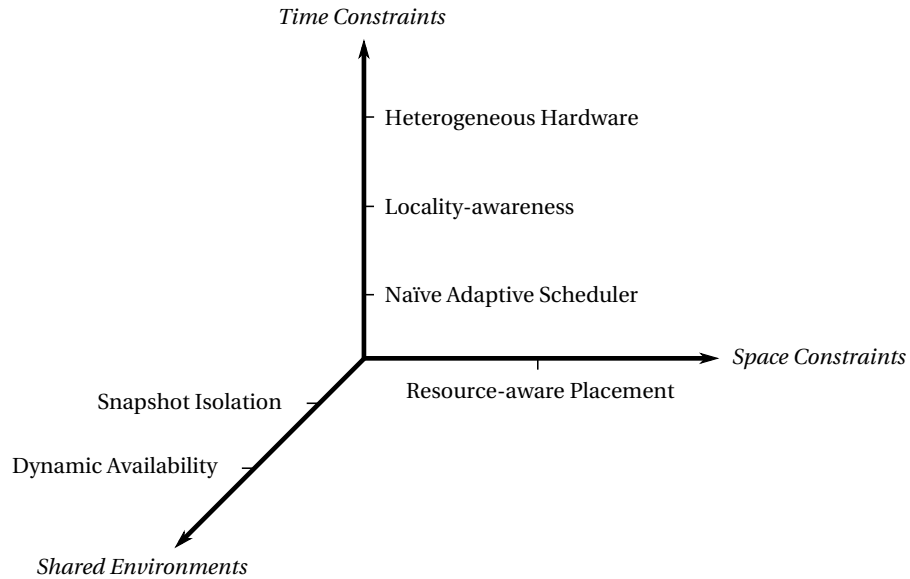 Time Constraints
Heterogeneous Hardware
Locality-awareness
Naïve Adaptive Scheduler
Space Constraints
Resource-aware Placement
Snapshot Isolation
Dynamic Availability
Shared Environments